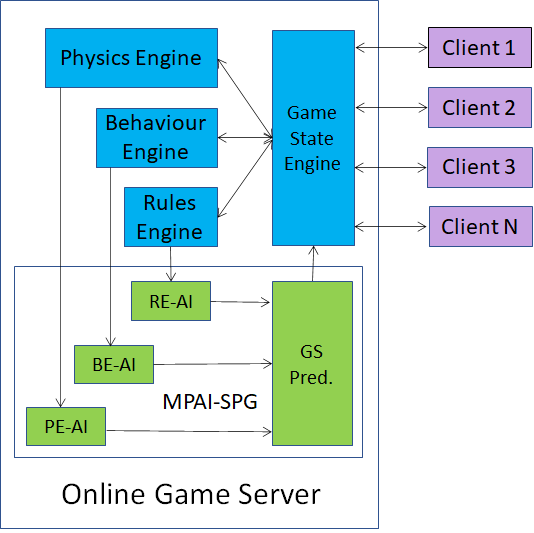 Physics Engine
Behaviour
Engine
Rules
Engine
Game
State
Engine
Client 1
Client 2
Client 3
Client N
RE-AI
BE-AI
PE-AI
GS
Pred.
MPAI-SPG
Online Game Server